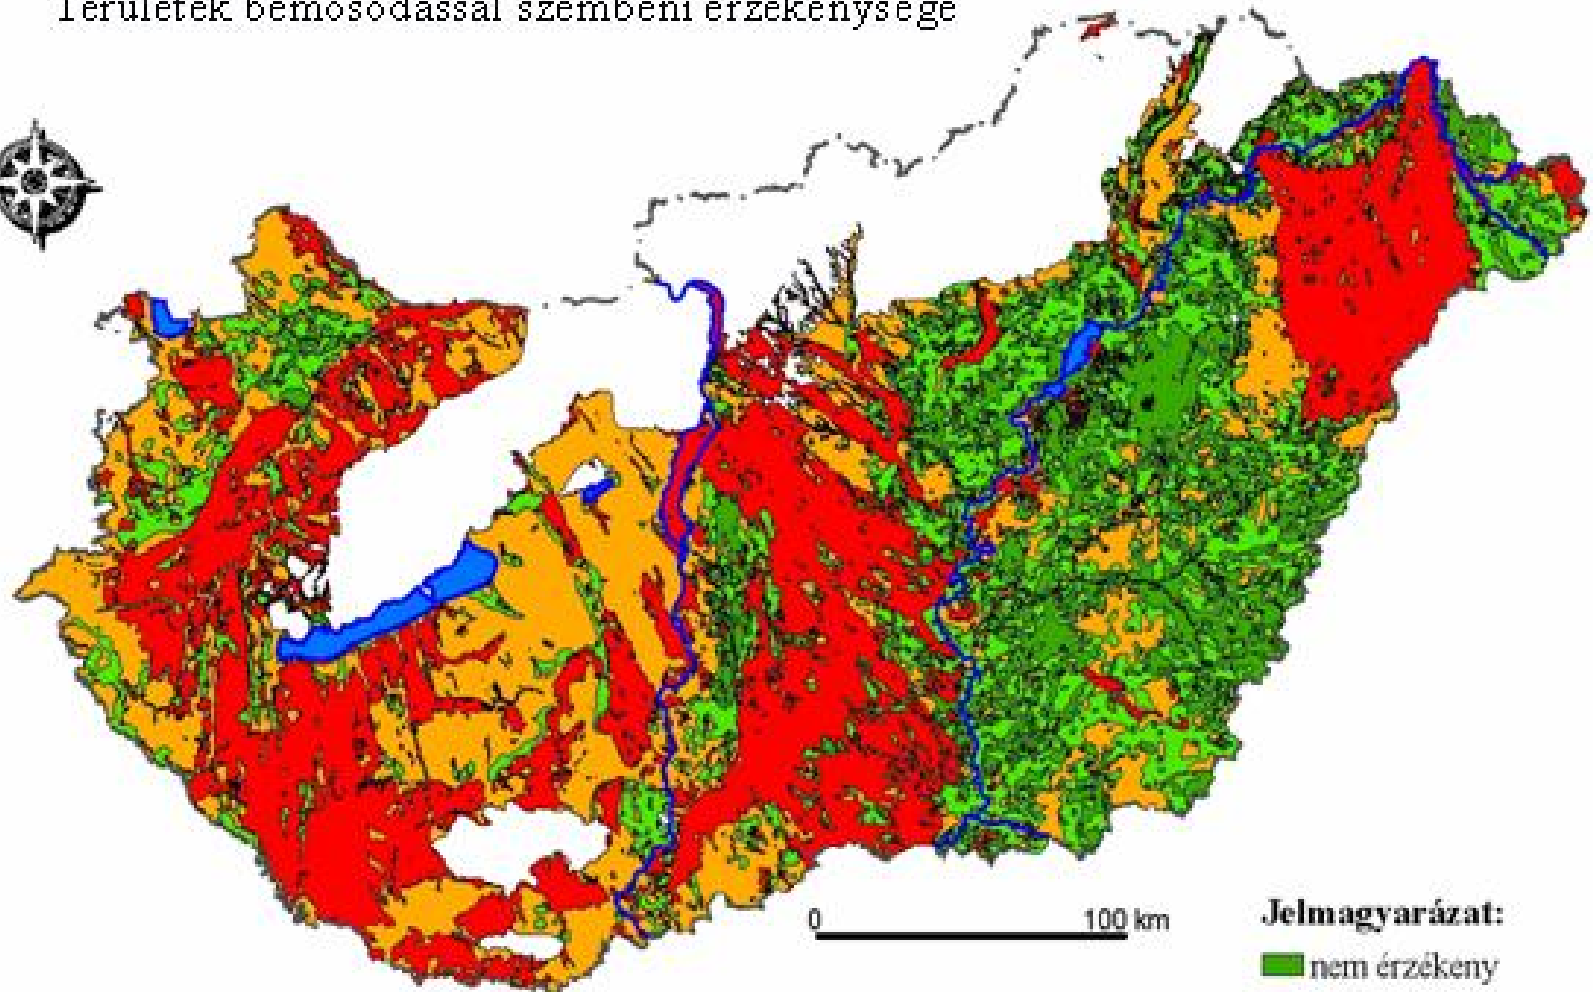 Területek bemosódással szembeni érzékenysége
0 100 km
Jelmagyarázat:
nem érzékeny